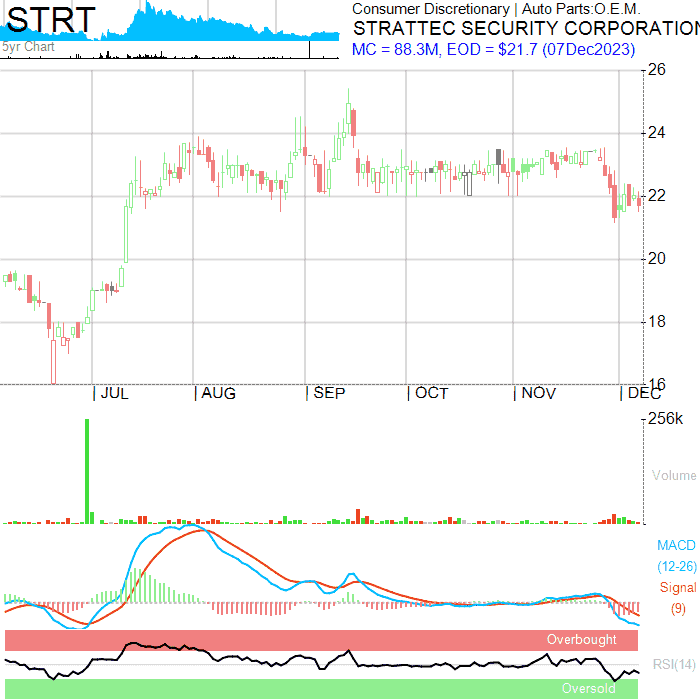 STRT
5yr Chart
Consumer Discretionary | Auto Parts:O.E.M.
STRATTEC SECURITY CORPORATION
MC = 88.3M, EOD = $21.7 (07Dec2023)
26
24
22
20
18
16
| JUL | AUG | SEP | OCT | NOV | DEC
256k
Volume
MACD
(12-26)
Signal
(9)
Overbought
RSI(14)
Oversold